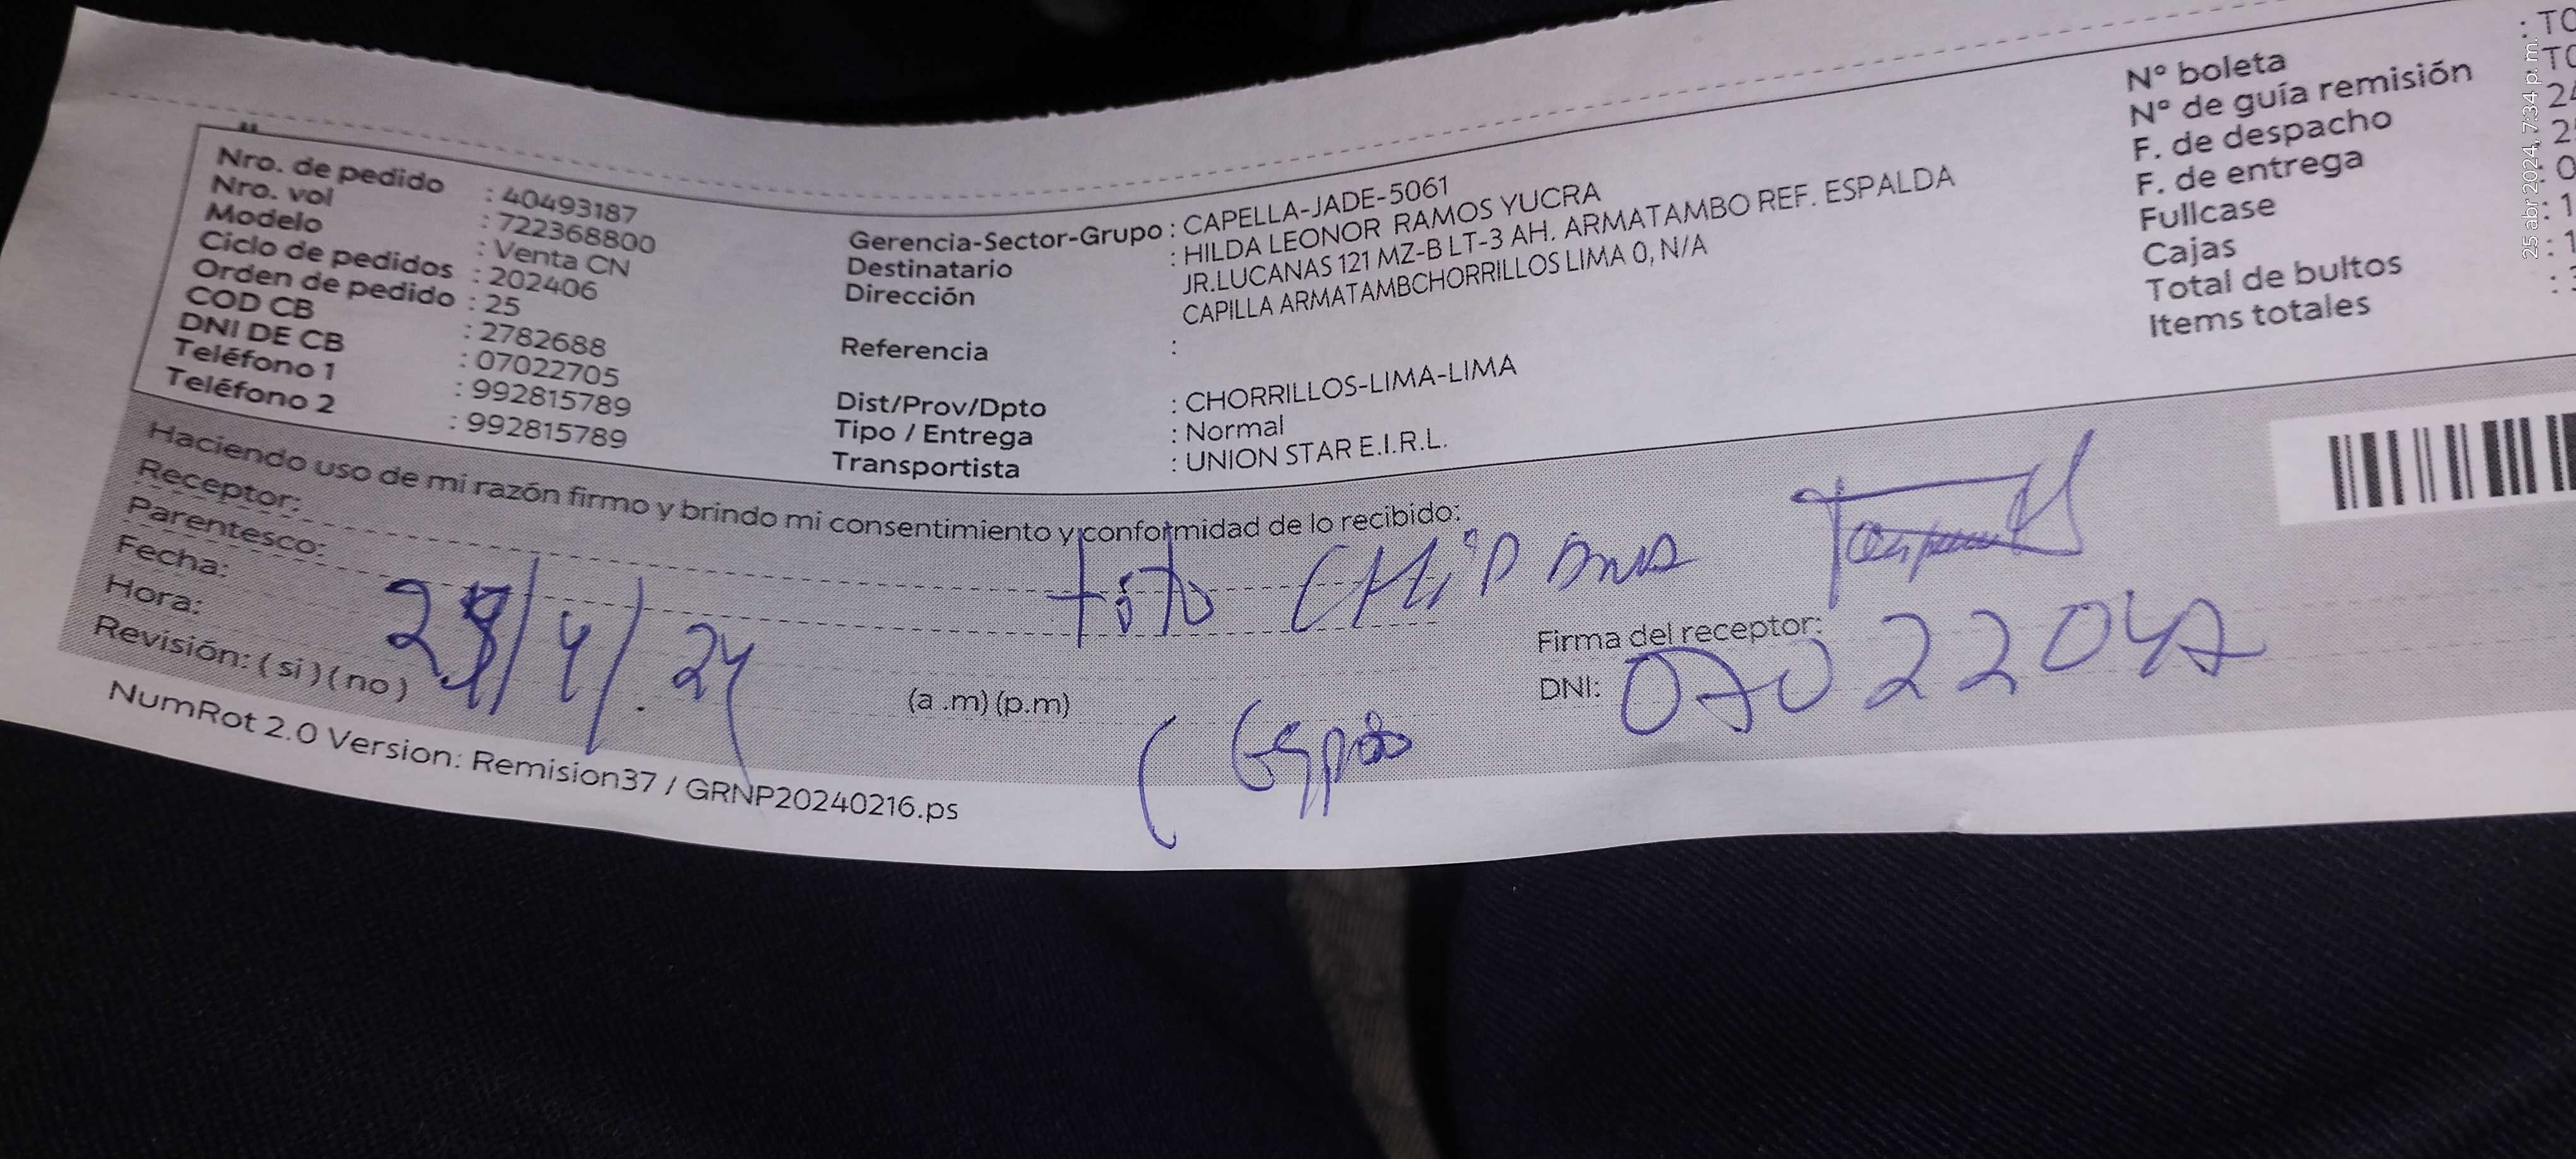 Nro. de pedido : 40493187
Nro. vol : 722368800
Modelo : Venta CN
Ciclo de pedidos : 202406
Orden de pedido : 25
COD CB : 2782688
DNI DE CB : 07022705
Teléfono 1 : 992815789
Teléfono 2 : 992815789
Gerencia-Sector-Grupo : CAPELLA-JADE-5061
Destinatario : HILDA LEONOR RAMOS YUCRA
Dirección JR.LUCANAS 121 MZ-B LT-3 AH. ARMATAMBO REF. ESPALDA
CAPILLA ARMATAMBCHORRILLOS LIMA 0, N/A
Referencia :
Dist/Prov/Dpto : CHORRILLOS-LIMA-LIMA
Tipo / Entrega : Normal
Transportista : UNION STAR E.I.R.L.
N° boleta
N° de guía remisión
F. de despacho
F. de entrega
Fullcase
Cajas
Total de bultos
Items totales
25 abr 2024, 7:34 p. m.
Haciendo uso de mi razón firmo y brindo mi consentimiento y conformidad de lo recibido:
Receptor:
Parentesco:
Fecha:
Hora:
Revisión: ( si ) ( no )
(a .m) (p.m)
Firma del receptor:
DNI:
NumRot 2.0 Version: Remision37 / GRNP20240216.ps